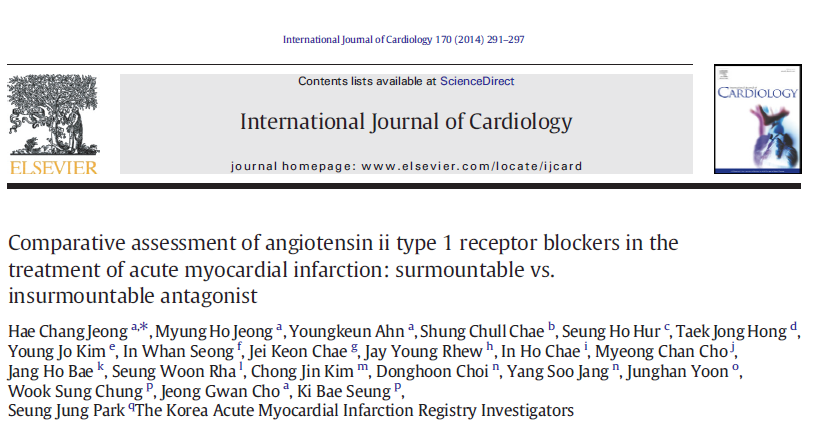 International Journal of Cardiology 170 (2014) 291–297
Contents lists available at ScienceDirect
International Journal of Cardiology
journal homepage: www.elsevier.com/locate/ijcard
ELSEVIER
CARDIOLOGY
Comparative assessment of angiotensin ii type 1 receptor blockers in the
treatment of acute myocardial infarction: surmountable vs.
insurmountable antagonist
Hae Chang Jeong a,*, Myung Ho Jeong a, Youngkeun Ahn a, Shung Chull Chae b, Seung Ho Hur c, Taek Jong Hong d,
Young Jo Kim e, In Whan Seong f, Jei Keon Chae g, Jay Young Rhew h, In Ho Chae i, Myeong Chan Cho j,
Jang Ho Bae k, Seung Woon Rha l, Chong Jin Kim m, Donghoon Choi n, Yang Soo Jang n, Junghan Yoon o,
Wook Sung Chung p, Jeong Gwan Cho a, Ki Bae Seung p,
Seung Jung Park q The Korea Acute Myocardial Infarction Registry Investigators